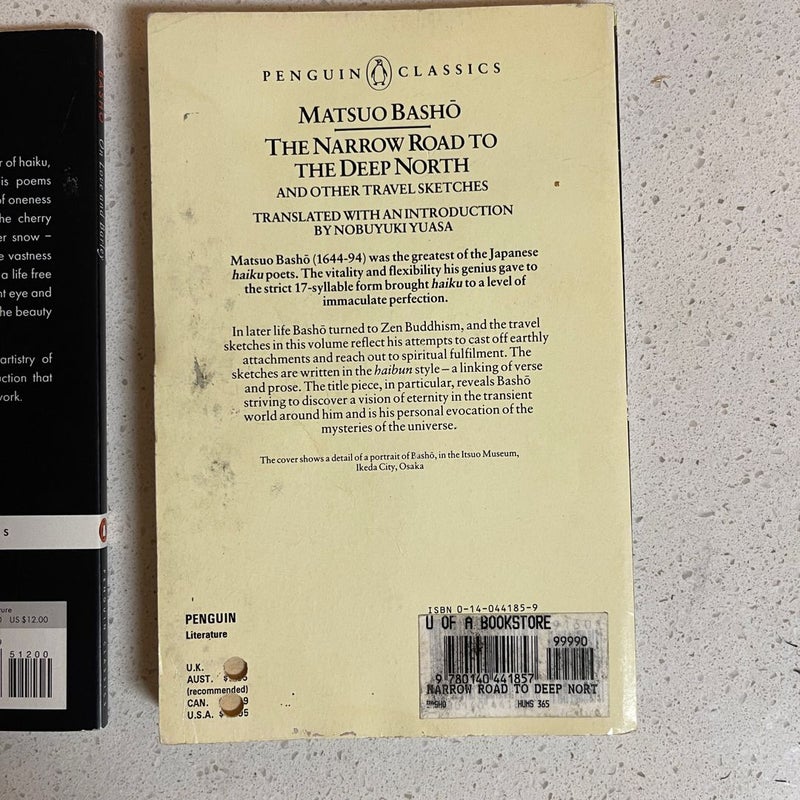 r of haiku,
is poems
of oneness
he cherry
er snow –
e vastness
a life free
nt eye and
he beauty
artistry of
uction that
work.
S
ture
US $12.00
51200
BASHŌ On Love and Barley
PENGUIN CLASSICS
PENGUIN CLASSICS
MATSUO BASHŌ
THE NARROW ROAD TO
THE DEEP NORTH
AND OTHER TRAVEL SKETCHES
TRANSLATED WITH AN INTRODUCTION
BY NOBUYUKI YUASA
Matsuo Bashō (1644-94) was the greatest of the Japanese
haiku poets. The vitality and flexibility his genius gave to
the strict 17-syllable form brought haiku to a level of
immaculate perfection.
In later life Bashō turned to Zen Buddhism, and the travel
sketches in this volume reflect his attempts to cast off earthly
attachments and reach out to spiritual fulfilment. The
sketches are written in the haibun style – a linking of verse
and prose. The title piece, in particular, reveals Bashō
striving to discover a vision of eternity in the transient
world around him and is his personal evocation of the
mysteries of the universe.
The cover shows a detail of a portrait of Bashō, in the Itsuo Museum,
Ikeda City, Osaka
PENGUIN
Literature
U.K.
AUST.
(recommended)
CAN.
U.S.A.
ISBN 0-14-044185-9
U OF A BOOKSTORE
99990
9 780140 441857
NARROW ROAD TO DEEP NORT
BASHO HUMS 365